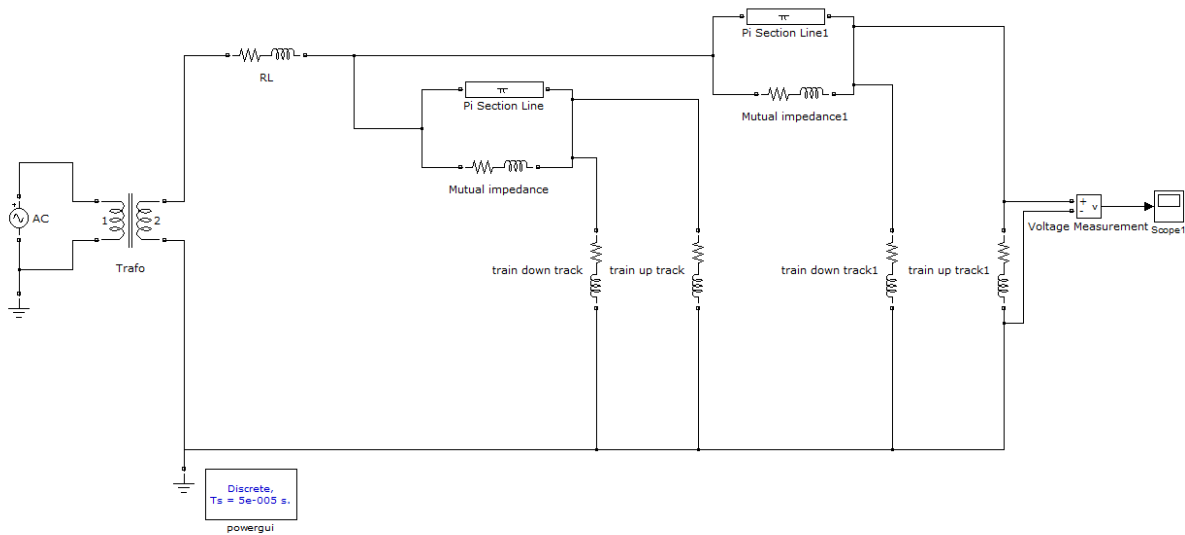 Pi Section Line1
RL
Pi Section Line
Mutual impedance1
Mutual impedance
+
AC
1
2
Trafo
+
-
v
Voltage Measurement
Scope1
train down track
train up track
train down track1
train up track1
Discrete,
Ts = 5e-005 s.
powergui